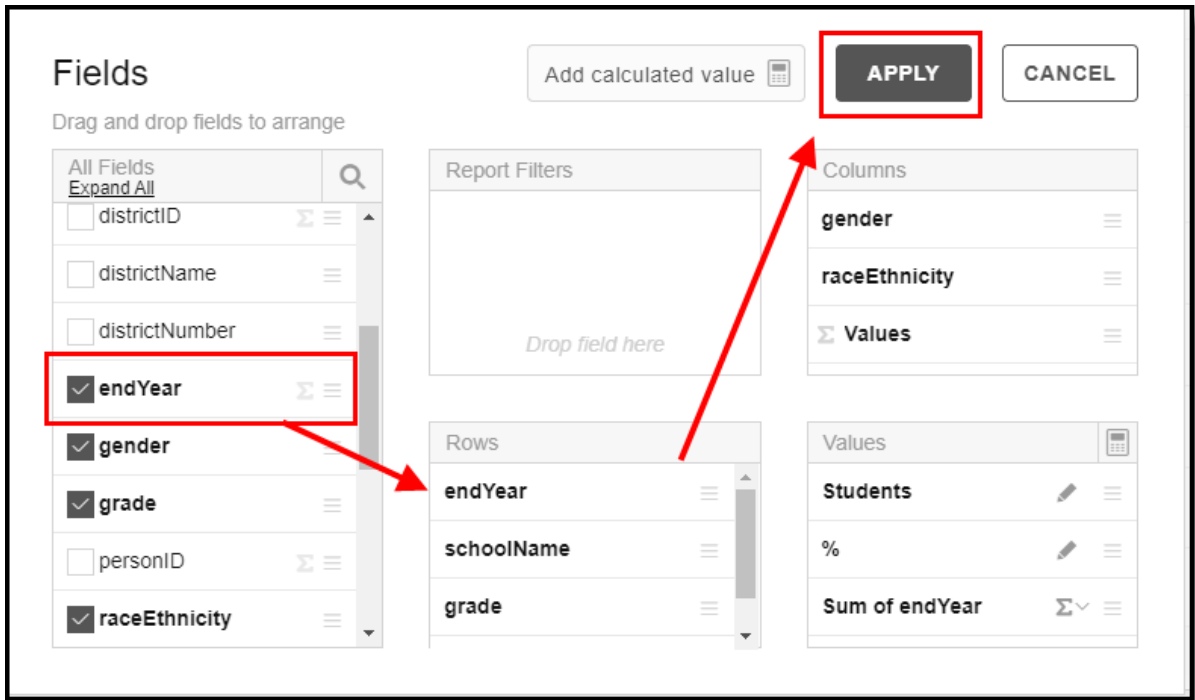 Fields
Add calculated value
APPLY
CANCEL
Drag and drop fields to arrange
All Fields
Expand All
districtID
districtName
districtNumber
endYear
gender
grade
personID
raceEthnicity
Report Filters
Drop field here
Columns
gender
raceEthnicity
Σ Values
Rows
endYear
schoolName
grade
Values
Students
%
Sum of endYear